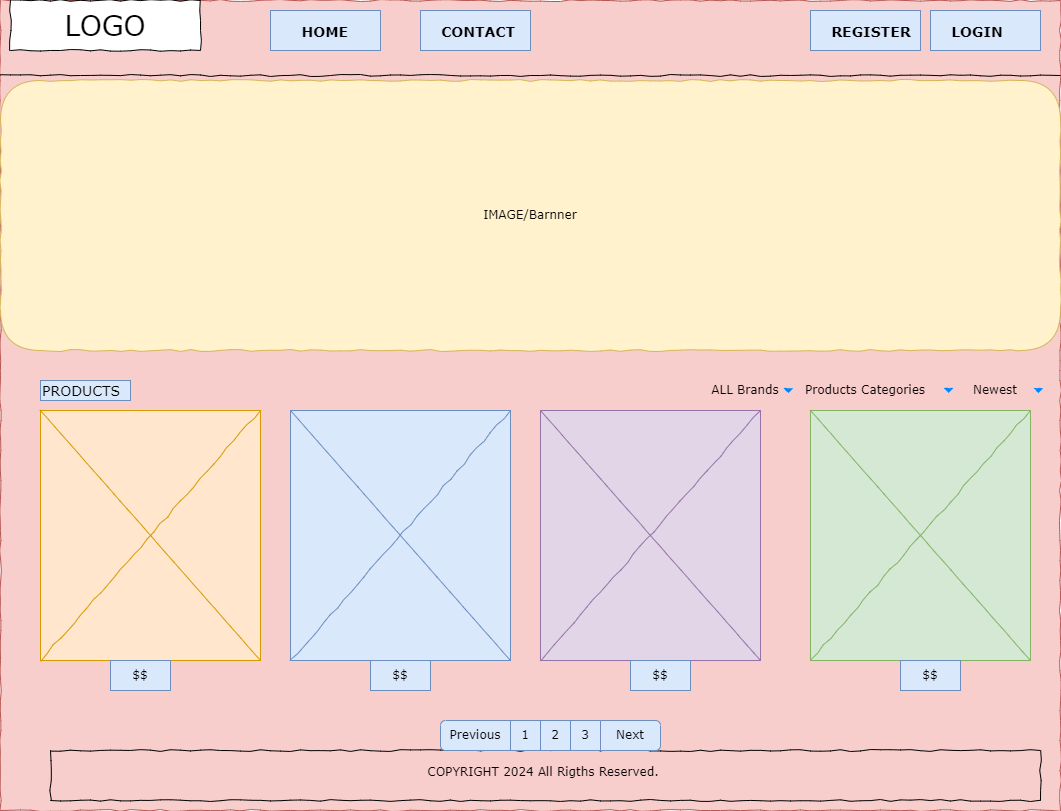 LOGO
HOME
CONTACT
REGISTER
LOGIN
IMAGE/Barnner
PRODUCTS
ALL Brands
Products Categories
Newest
$$
$$
$$
$$
Previous
1
2
3
Next
COPYRIGHT 2024 All Rigths Reserved.